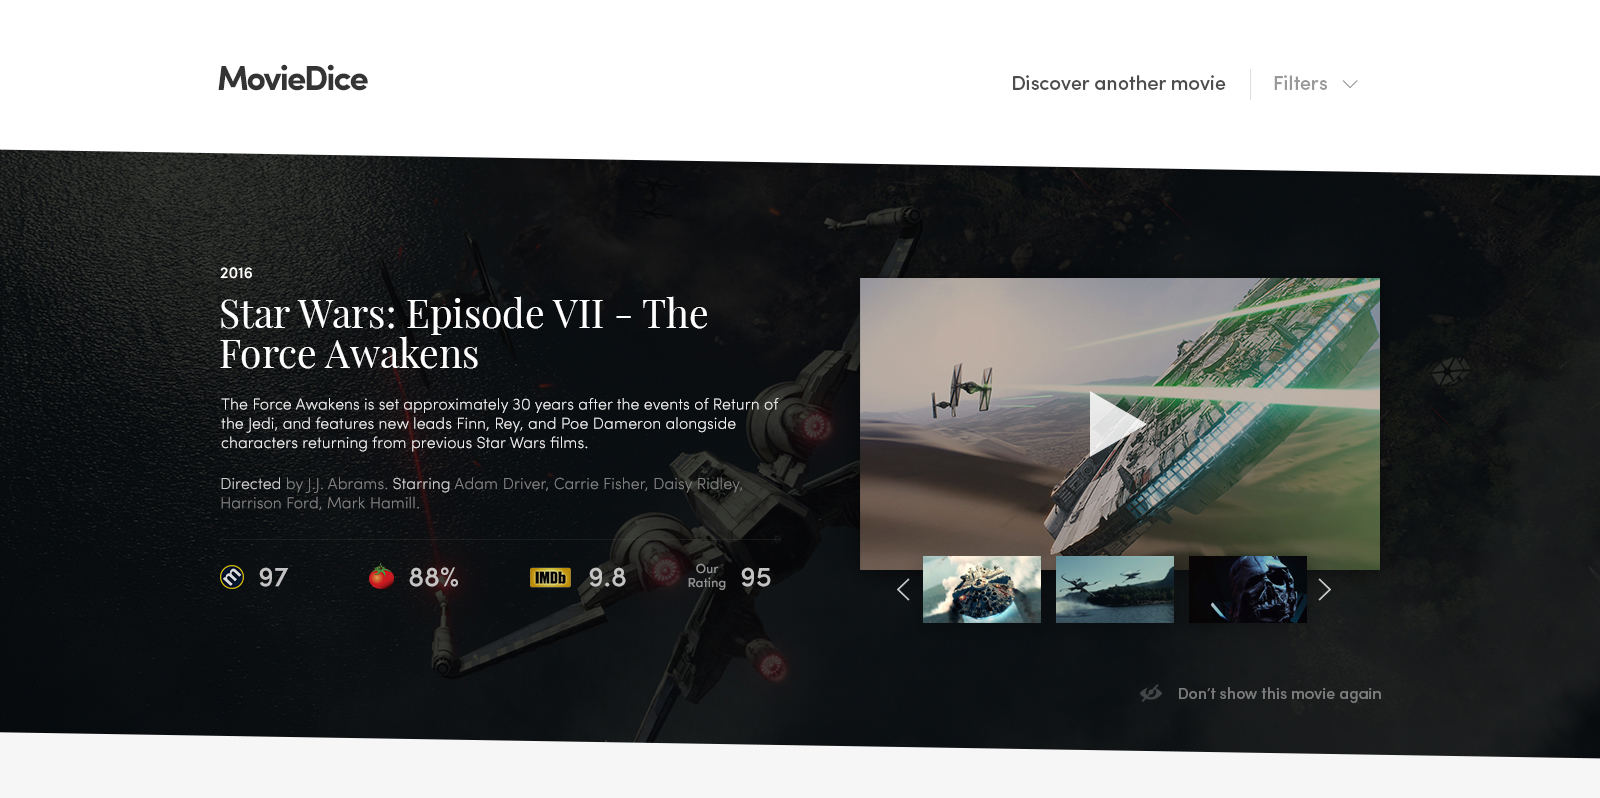 MovieDice
Discover another movie
Filters
2016
Star Wars: Episode VII - The
Force Awakens
The Force Awakens is set approximately 30 years after the events of Return of
the Jedi, and features new leads Finn, Rey, and Poe Dameron alongside
characters returning from previous Star Wars films.
Directed by J.J. Abrams. Starring Adam Driver, Carrie Fisher, Daisy Ridley,
Harrison Ford, Mark Hamill.
m 97
88%
IMDb 9.8
Our
Rating 95
Don't show this movie again